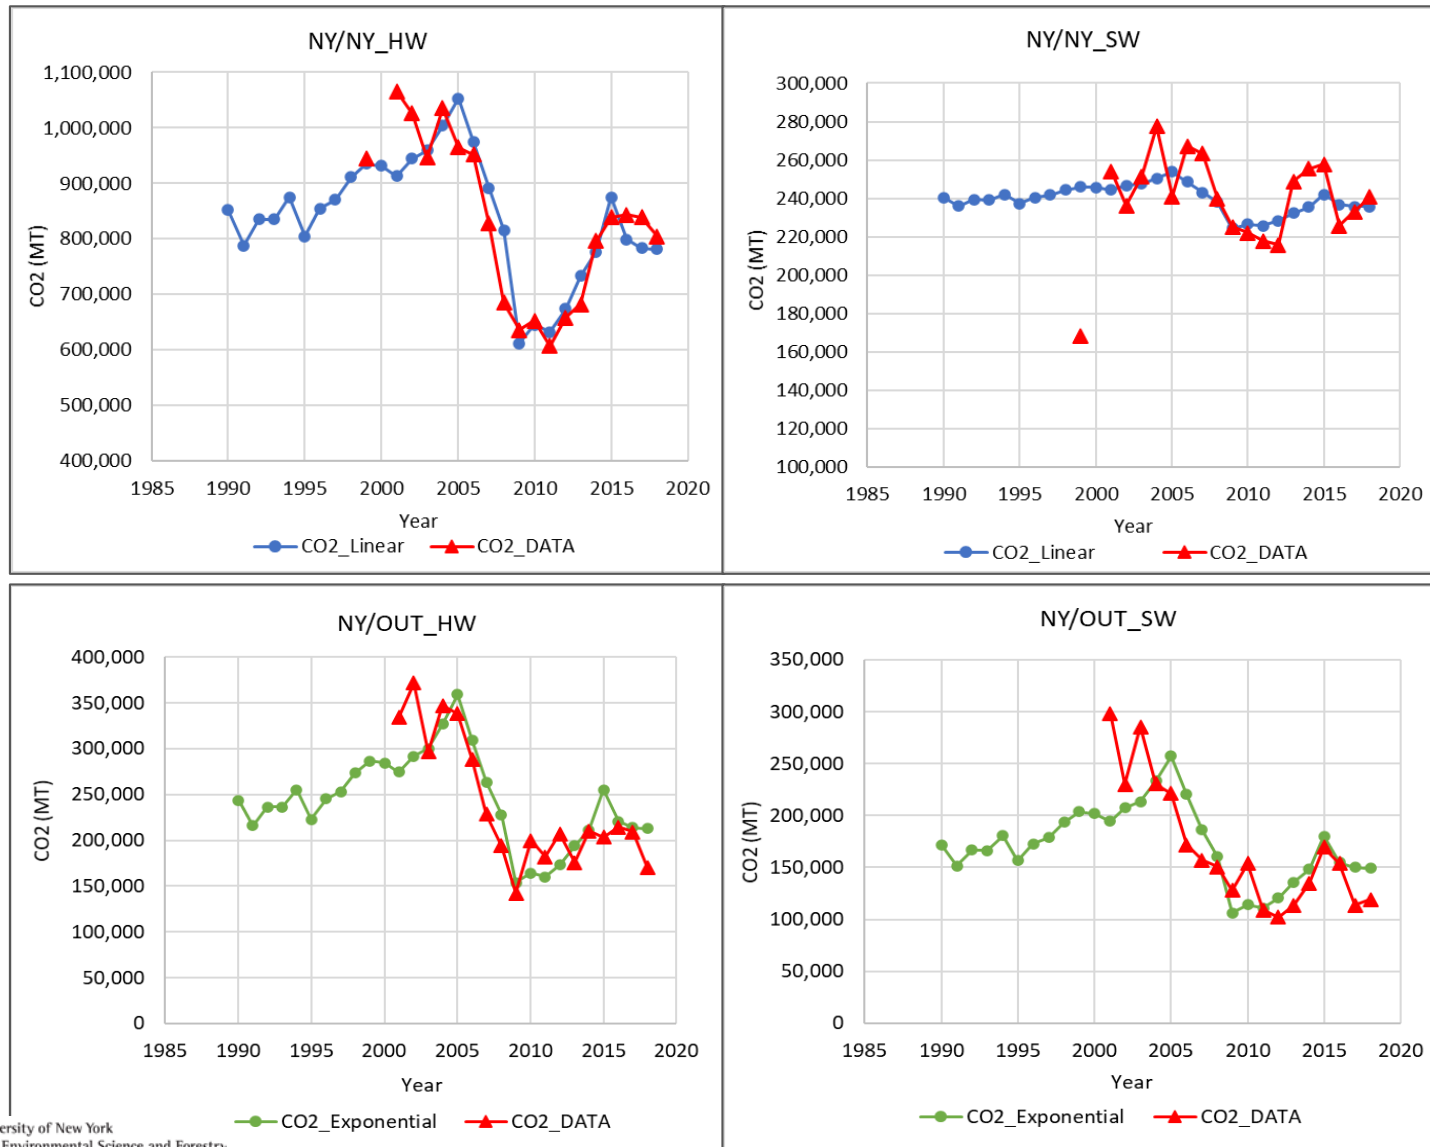 NY/NY_HW
1,100,000
1,000,000
900,000
800,000
700,000
600,000
500,000
400,000
CO2 (MT)
1985 1990 1995 2000 2005 2010 2015 2020
Year
CO2_Linear CO2_DATA
NY/NY_SW
300,000
280,000
260,000
240,000
220,000
200,000
180,000
160,000
140,000
120,000
100,000
CO2 (MT)
1985 1990 1995 2000 2005 2010 2015 2020
Year
CO2_Linear CO2_DATA
NY/OUT_HW
400,000
350,000
300,000
250,000
200,000
150,000
100,000
50,000
0
CO2 (MT)
1985 1990 1995 2000 2005 2010 2015 2020
Year
CO2_Exponential CO2_DATA
NY/OUT_SW
350,000
300,000
250,000
200,000
150,000
100,000
50,000
0
CO2 (MT)
1985 1990 1995 2000 2005 2010 2015 2020
Year
CO2_Exponential CO2_DATA
ersity of New York
Environmental Science and Forestry